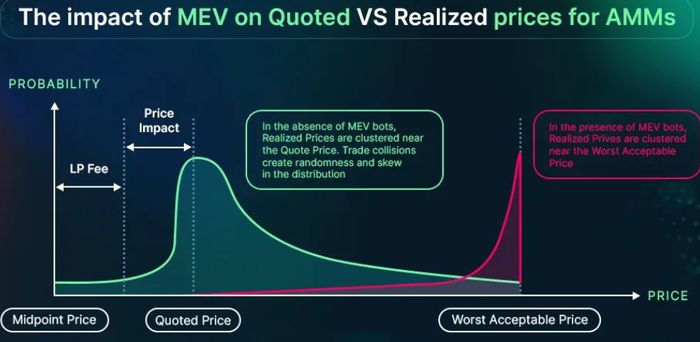 The impact of MEV on Quoted VS Realized prices for AMMs
PROBABILITY
Price
Impact
LP Fee
In the absence of MEV bots,
Realized Prices are clustered near
the Quote Price. Trade collisions
create randomness and skew
in the distribution
In the presence of MEV bots,
Realized Prives are clustered
near the Worst Acceptable
Price
PRICE
Midpoint Price
Quoted Price
Worst Acceptable Price